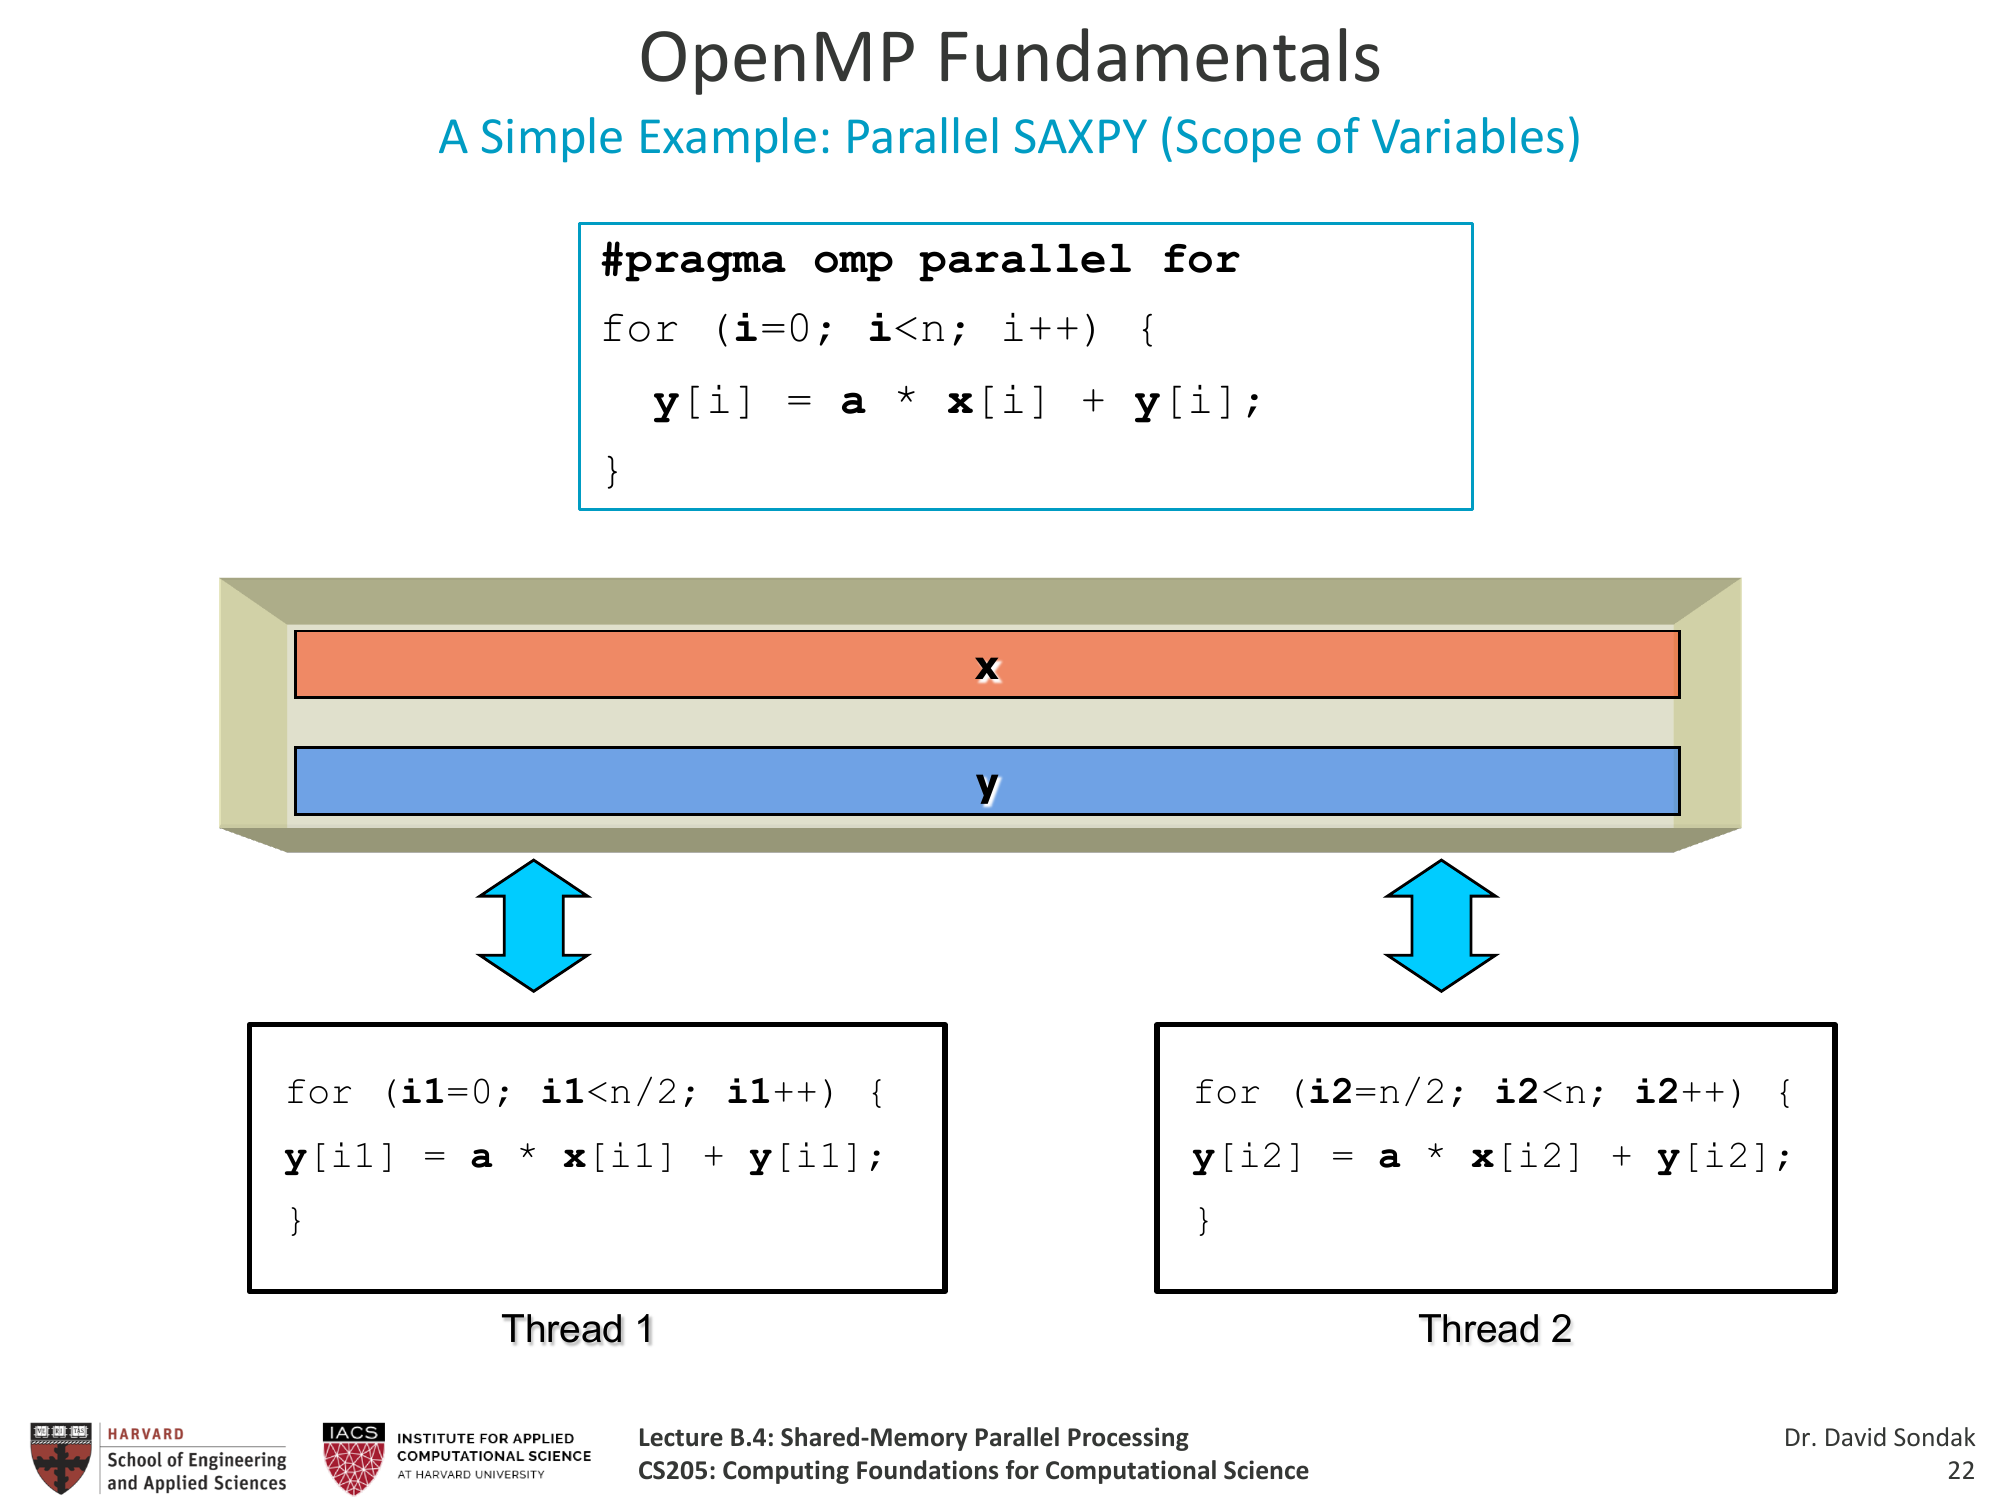 OpenMP Fundamentals
A Simple Example: Parallel SAXPY (Scope of Variables)
#pragma omp parallel for
for (i=0; i<n; i++) {
y[i] = a * x[i] + y[i];
}
x
y
for (i1=0; i1<n/2; i1++) {
y[i1] = a * x[i1] + y[i1];
}
Thread 1
for (i2=n/2; i2<n; i2++) {
y[i2] = a * x[i2] + y[i2];
}
Thread 2
HARVARD
School of Engineering
and Applied Sciences
IACS
INSTITUTE FOR APPLIED
COMPUTATIONAL SCIENCE
AT HARVARD UNIVERSITY
Lecture B.4: Shared-Memory Parallel Processing
CS205: Computing Foundations for Computational Science
Dr. David Sondak
22